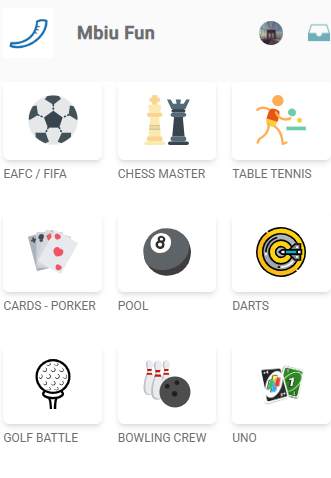 Mbiu Fun
EAFC / FIFA
CHESS MASTER
TABLE TENNIS
8
CARDS - PORKER
POOL
DARTS
1
GOLF BATTLE
BOWLING CREW
UNO